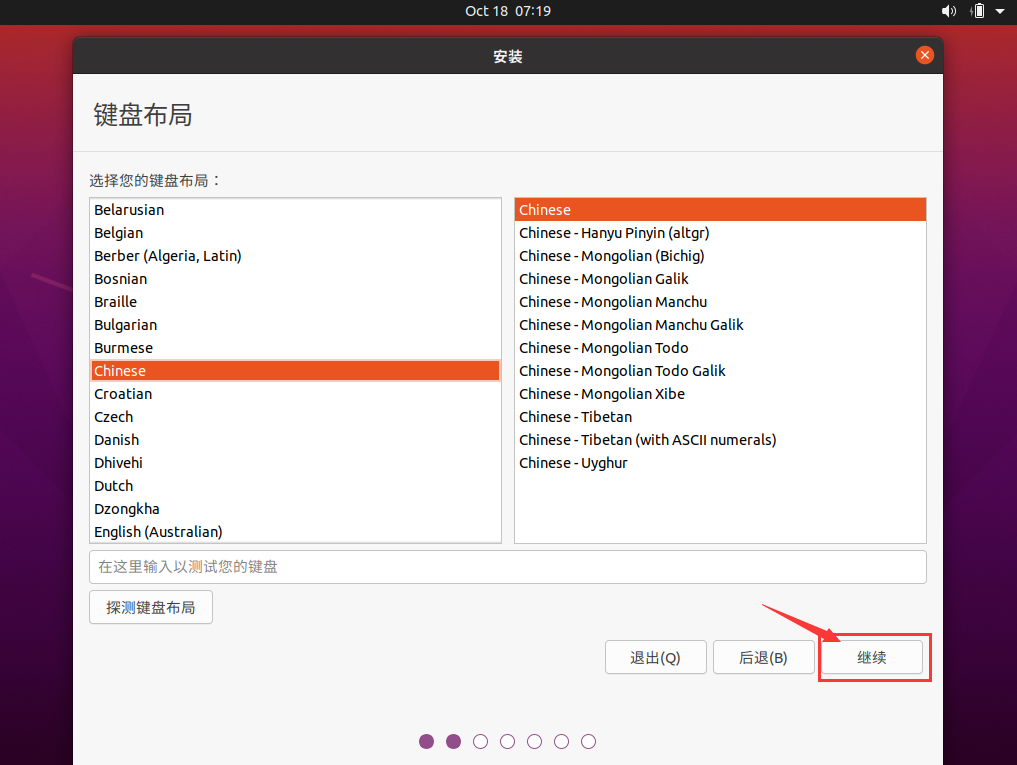 Oct 18 07:19
安装
键盘布局
选择您的键盘布局：
Belarusian
Belgian
Berber (Algeria, Latin)
Bosnian
Braille
Bulgarian
Burmese
Chinese
Croatian
Czech
Danish
Dhivehi
Dutch
Dzongkha
English (Australian)
Chinese
Chinese - Hanyu Pinyin (altgr)
Chinese - Mongolian (Bichig)
Chinese - Mongolian Galik
Chinese - Mongolian Manchu
Chinese - Mongolian Manchu Galik
Chinese - Mongolian Todo
Chinese - Mongolian Todo Galik
Chinese - Mongolian Xibe
Chinese - Tibetan
Chinese - Tibetan (with ASCII numerals)
Chinese - Uyghur
在这里输入以测试您的键盘
探测键盘布局
退出(Q) 后退(B) 继续